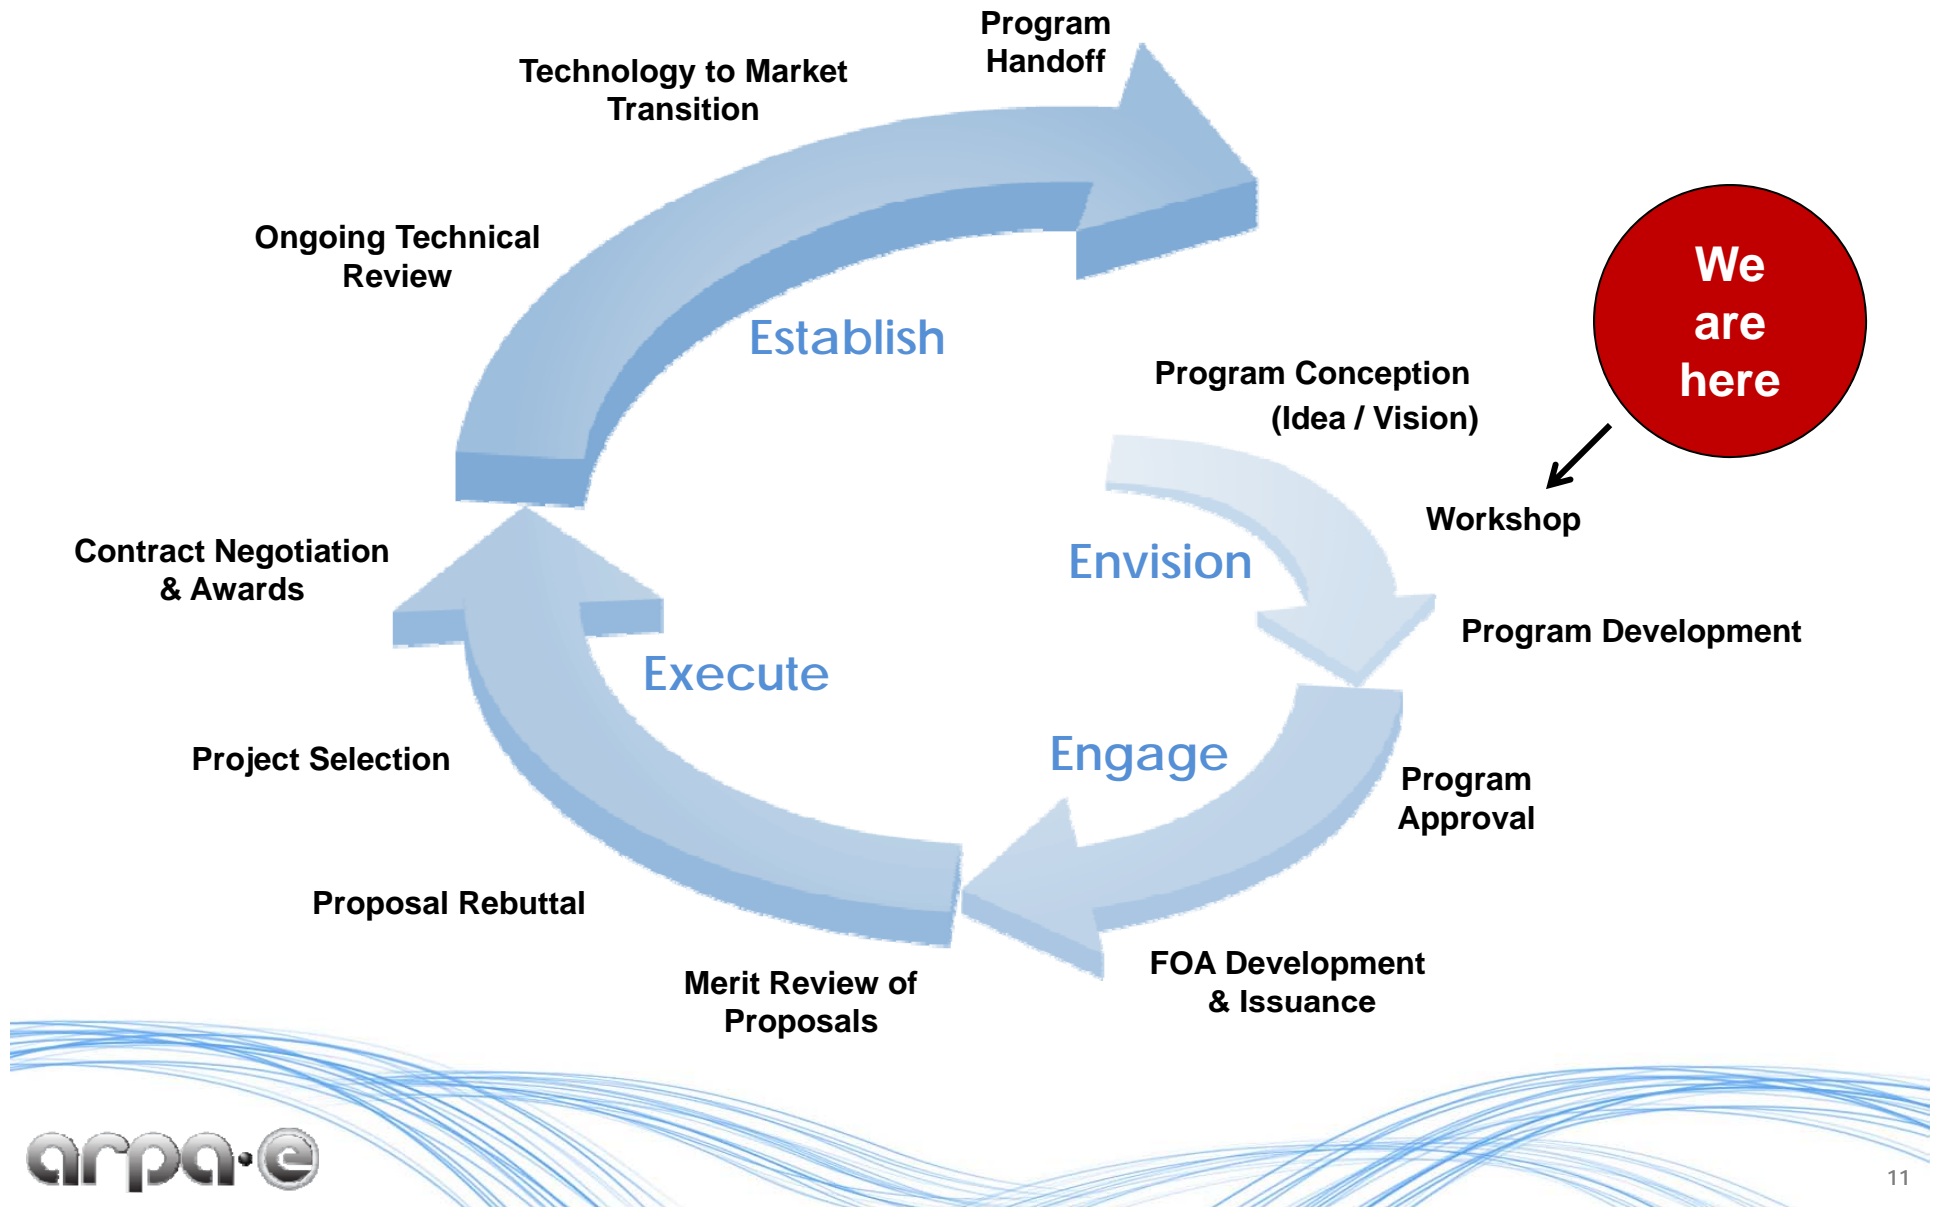 Program
Handoff
Technology to Market
Transition
Ongoing Technical
Review
We
are
here
Establish
Program Conception
(Idea / Vision)
Workshop
Contract Negotiation
& Awards
Envision
Program Development
Execute
Engage
Project Selection
Program
Approval
Proposal Rebuttal
FOA Development
& Issuance
Merit Review of
Proposals
arpa·e
11